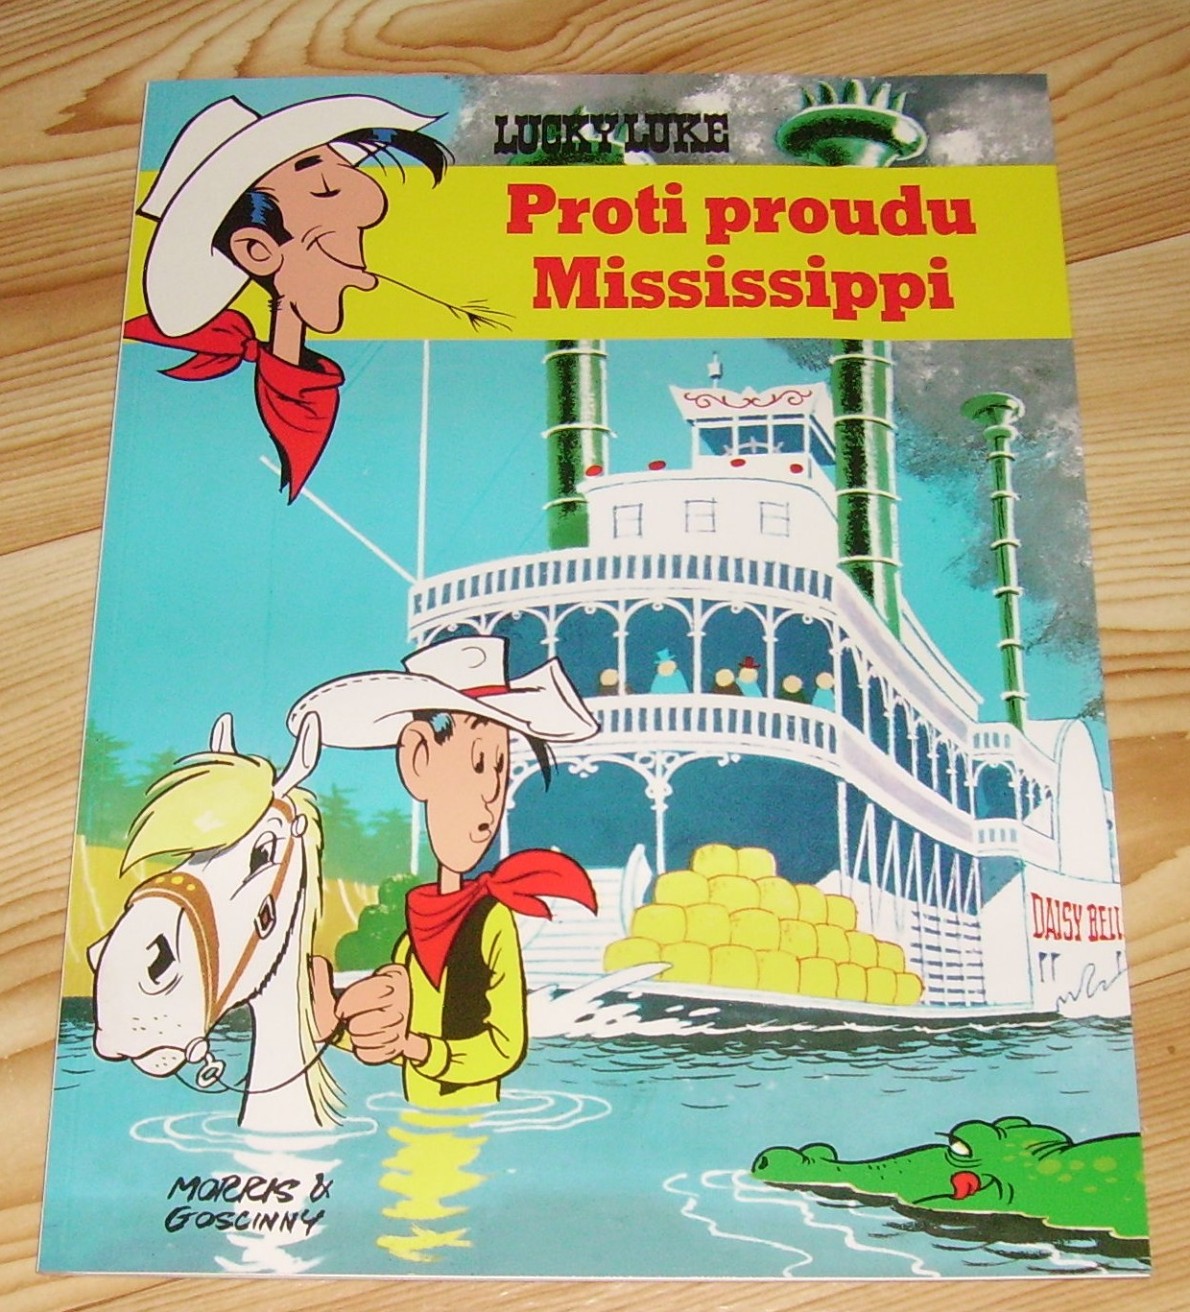 LUCKY LUKE
Proti proudu
Mississippi
DAISY BELL
MORRIS &
GOSCINNY